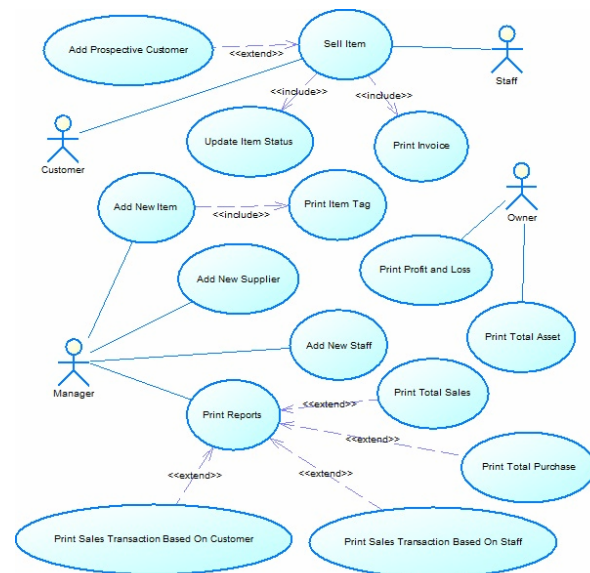 Add Prospective Customer
<<extend>>
Sell Item
Staff
<<include>>
<<include>>
Customer
Update Item Status
Print Invoice
Add New Item
<<include>>
Print Item Tag
Owner
Print Profit and Loss
Add New Supplier
Print Total Asset
Add New Staff
Manager
Print Total Sales
<<extend>>
Print Reports
<<extend>>
Print Total Purchase
<<extend>>
<<extend>>
Print Sales Transaction Based On Customer
Print Sales Transaction Based On Staff